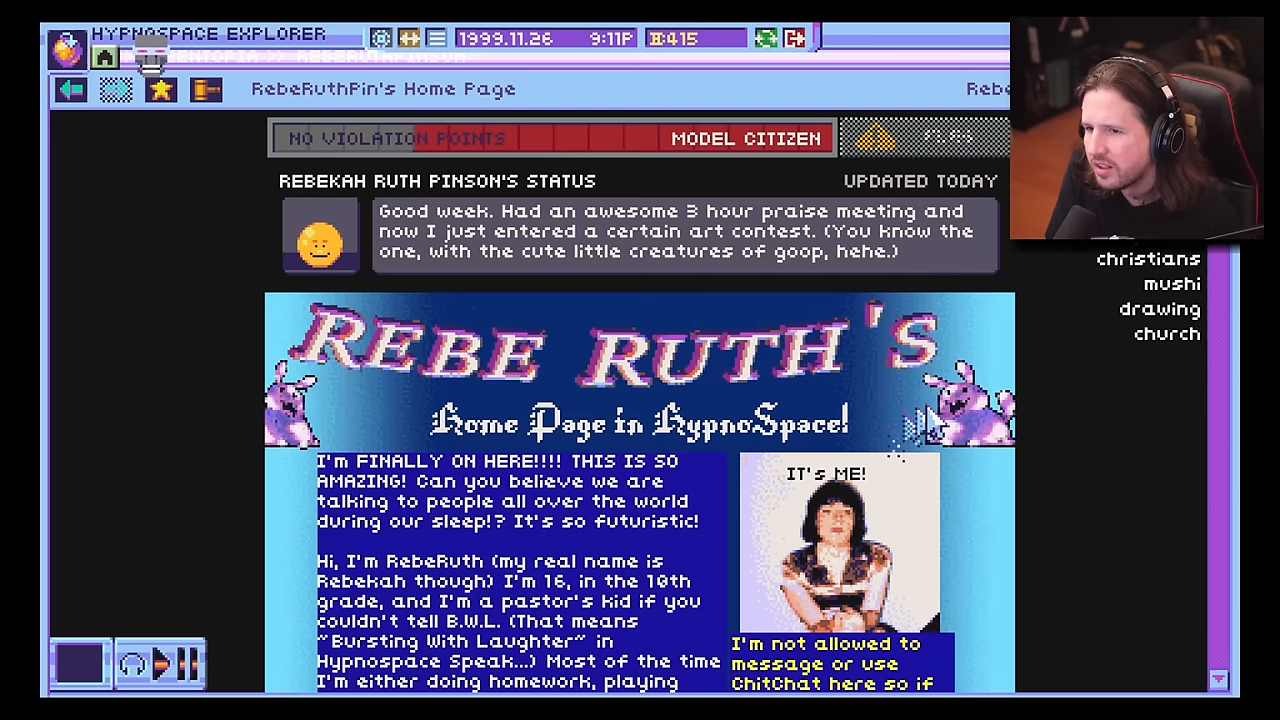 HYPNOSPACE EXPLORER
1999.11.26 9:11P 415
RebeRuthPin's Home Page
Rebe
NO VIOLATION POINTS
MODEL CITIZEN
REBEKAH RUTH PINSON'S STATUS
UPDATED TODAY
Good week. Had an awesome 3 hour praise meeting and
now I just entered a certain art contest. (You know the
one, with the cute little creatures of goop, hehe.)
christians
mushi
drawing
church
REBE RUTH'S
Home Page in HypnoSpace!
I'm FINALLY ON HERE!!!! THIS IS SO
AMAZING! Can you believe we are
talking to people all over the world
during our sleep!? It's so futuristic!
Hi, I'm RebeRuth (my real name is
Rebekah though) I'm 16, in the 10th
grade, and I'm a pastor's kid if you
couldn't tell B.W.L. (That means
"Bursting With Laughter" in
Hypnospace Speak...) Most of the time
I'm either doing homework, playing
IT's ME!
I'm not allowed to
message or use
ChitChat here so if